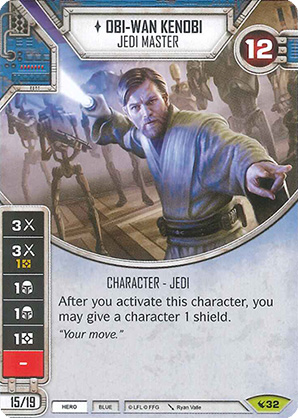 OBI-WAN KENOBI
JEDI MASTER
12
3
3
1
1
1
1
-
CHARACTER - JEDI
After you activate this character, you
may give a character 1 shield.
"Your move."
15/19
HERO
BLUE
© LFL © FFG
Ryan Valle
32